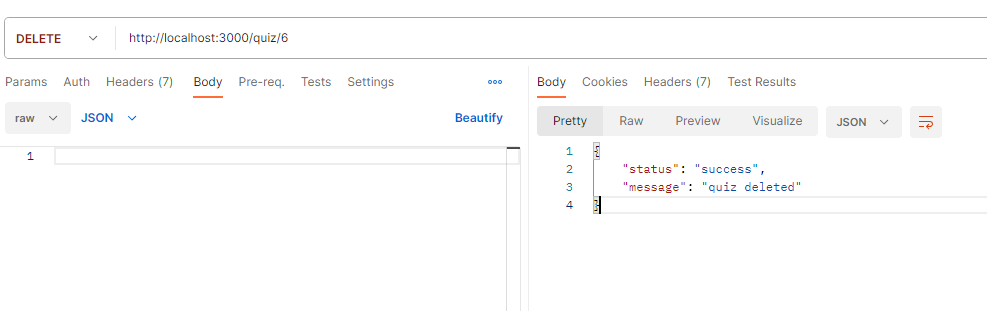 DELETE http://localhost:3000/quiz/6
Params Auth Headers (7) Body Pre-req. Tests Settings
raw JSON Beautify
1
Body Cookies Headers (7) Test Results
Pretty Raw Preview Visualize JSON
1 {
2 "status": "success",
3 "message": "quiz deleted"
4 }